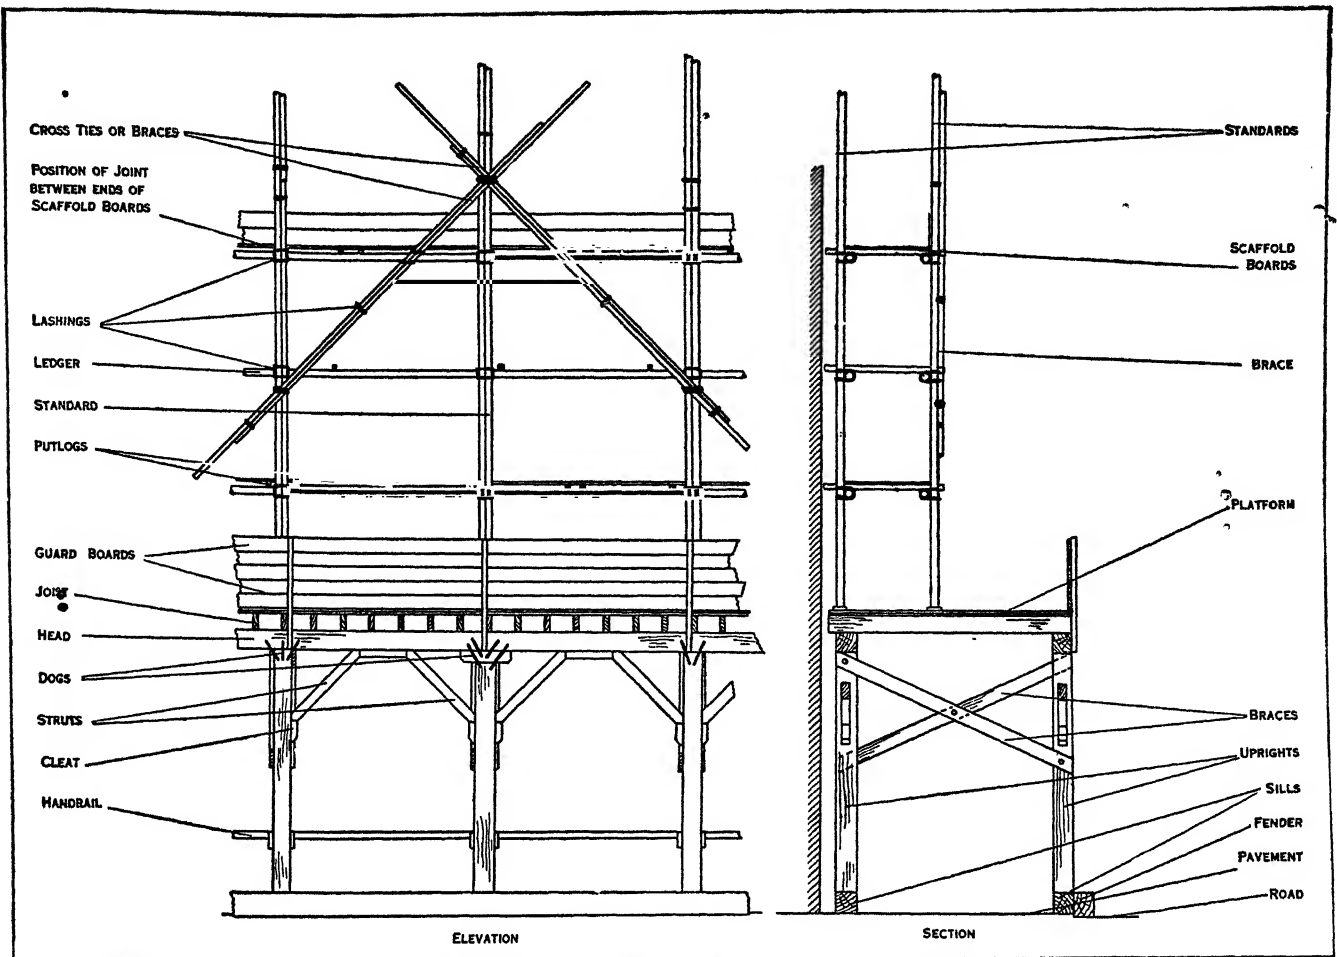 CROSS TIES OR BRACES
POSITION OF JOINT
BETWEEN ENDS OF
SCAFFOLD BOARDS
LASHINGS
LEDGER
STANDARD
PUTLOGS
GUARD BOARDS
JOIST
HEAD
DOGS
STRUTS
CLEAT
HANDRAIL
ELEVATION
STANDARDS
SCAFFOLD
BOARDS
BRACE
PLATFORM
BRACES
UPRIGHTS
SILLS
FENDER
PAVEMENT
ROAD
SECTION